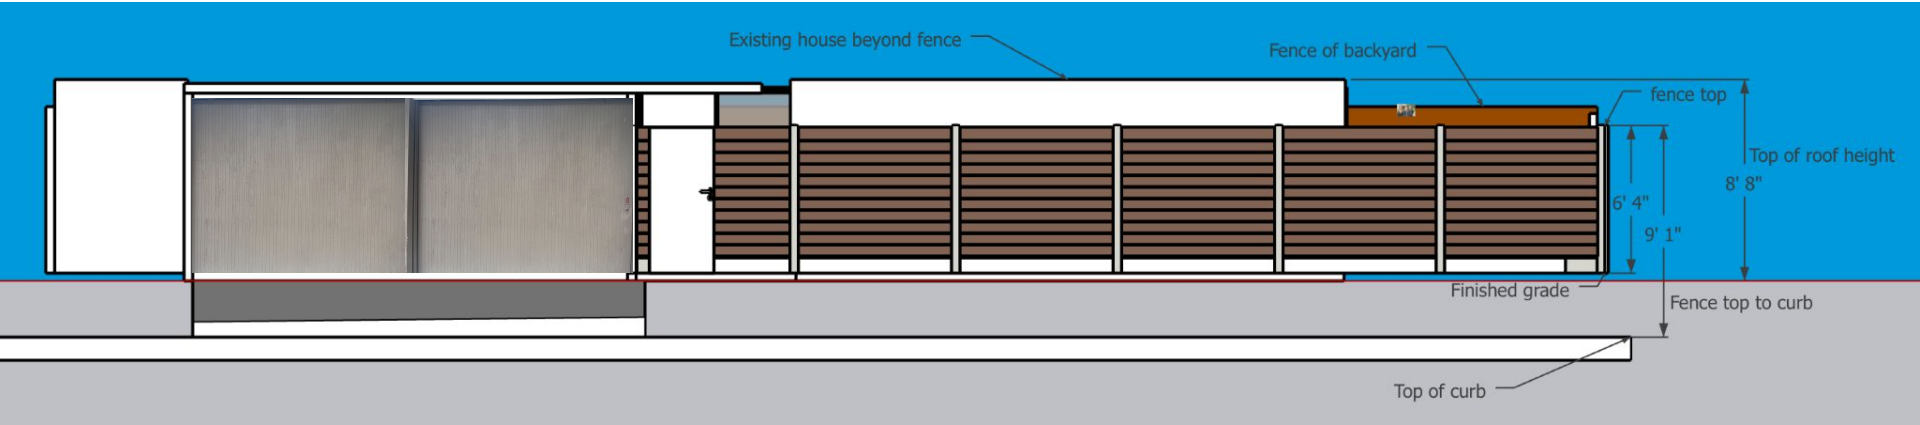 Existing house beyond fence
Fence of backyard
fence top
Top of roof height
8' 8"
6' 4"
9' 1"
Finished grade
Fence top to curb
Top of curb